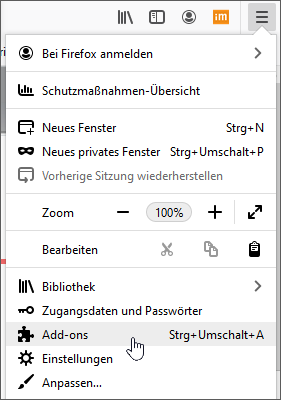 im
Bei Firefox anmelden
Schutzmaßnahmen-Übersicht
Neues Fenster Strg+N
Neues privates Fenster Strg+Umschalt+P
Vorherige Sitzung wiederherstellen
Zoom 100%
Bearbeiten
Bibliothek
Zugangsdaten und Passwörter
Add-ons Strg+Umschalt+A
Einstellungen
Anpassen...